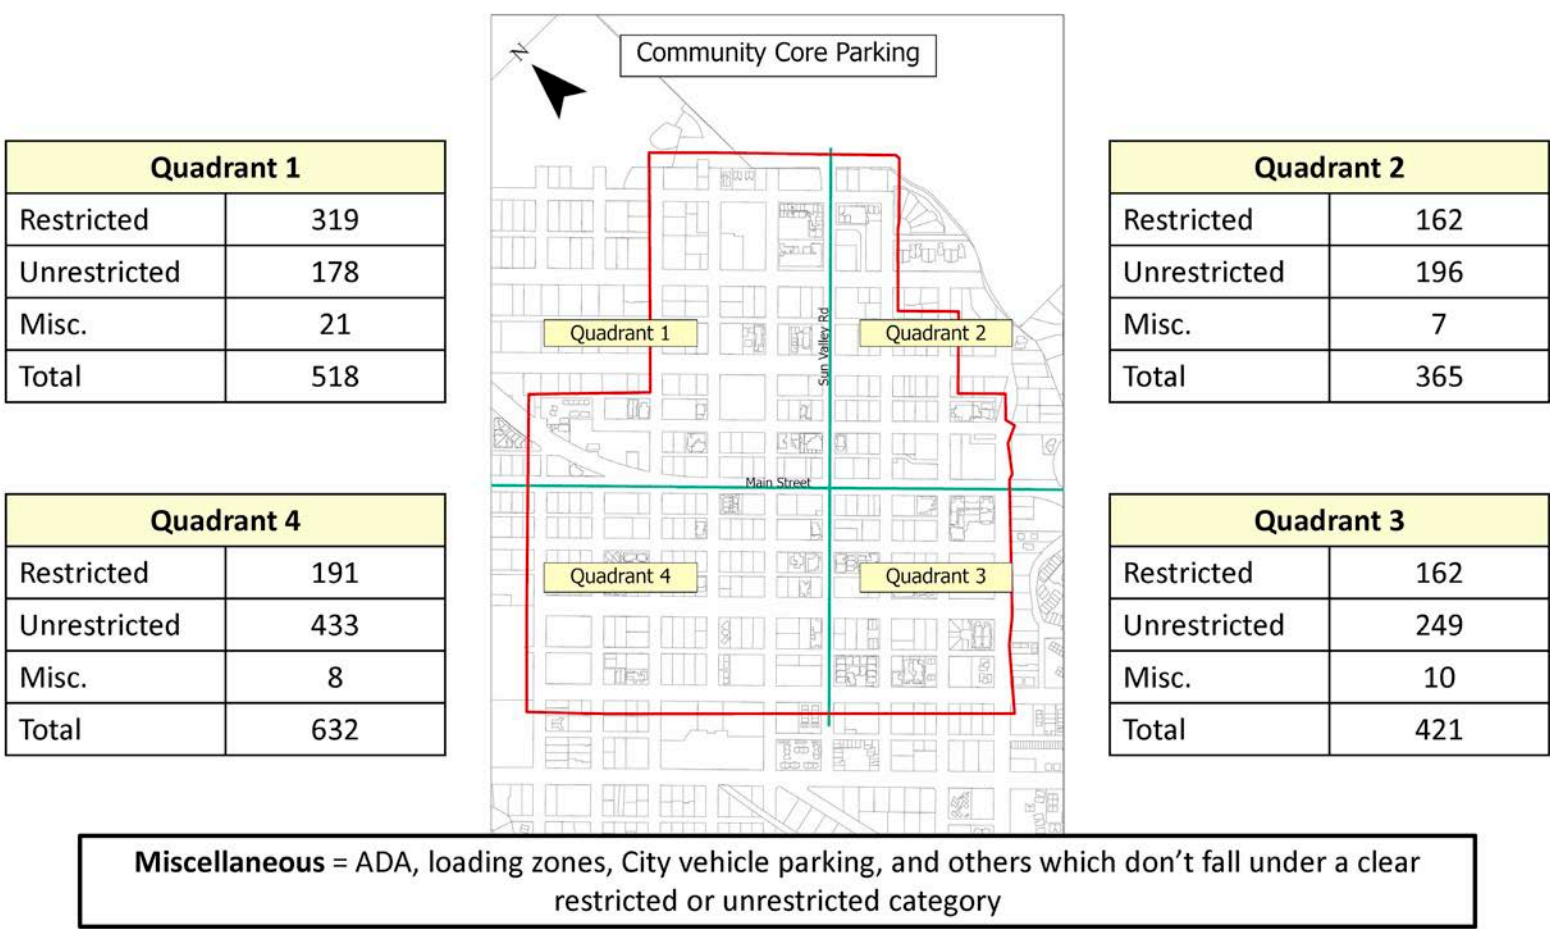 N
Community Core Parking
Quadrant 1
Restricted 319
Unrestricted 178
Misc. 21
Total 518
Quadrant 2
Restricted 162
Unrestricted 196
Misc. 7
Total 365
Quadrant 1
Quadrant 2
Sun Valley Rd
Main Street
Quadrant 4
Quadrant 3
Quadrant 4
Restricted 191
Unrestricted 433
Misc. 8
Total 632
Quadrant 3
Restricted 162
Unrestricted 249
Misc. 10
Total 421
Miscellaneous = ADA, loading zones, City vehicle parking, and others which don’t fall under a clear
restricted or unrestricted category